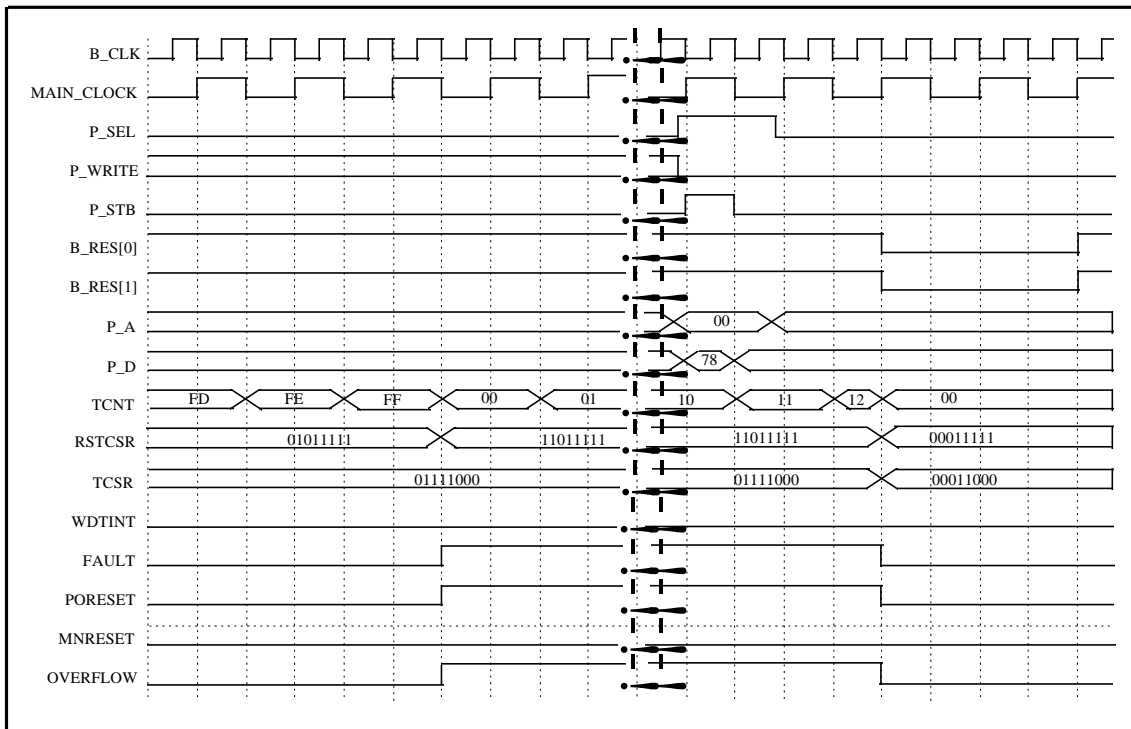 B_CLK
MAIN_CLOCK
P_SEL
P_WRITE
P_STB
B_RES[0]
B_RES[1]
P_A 00
P_D 78
TCNT FD FE FF 00 01 10 11 12 00
RSTCSR 01011111 11011111 11011111 00011111
TCSR 01111000 01111000 00011000
WDTINT
FAULT
PORESET
MNRESET
OVERFLOW